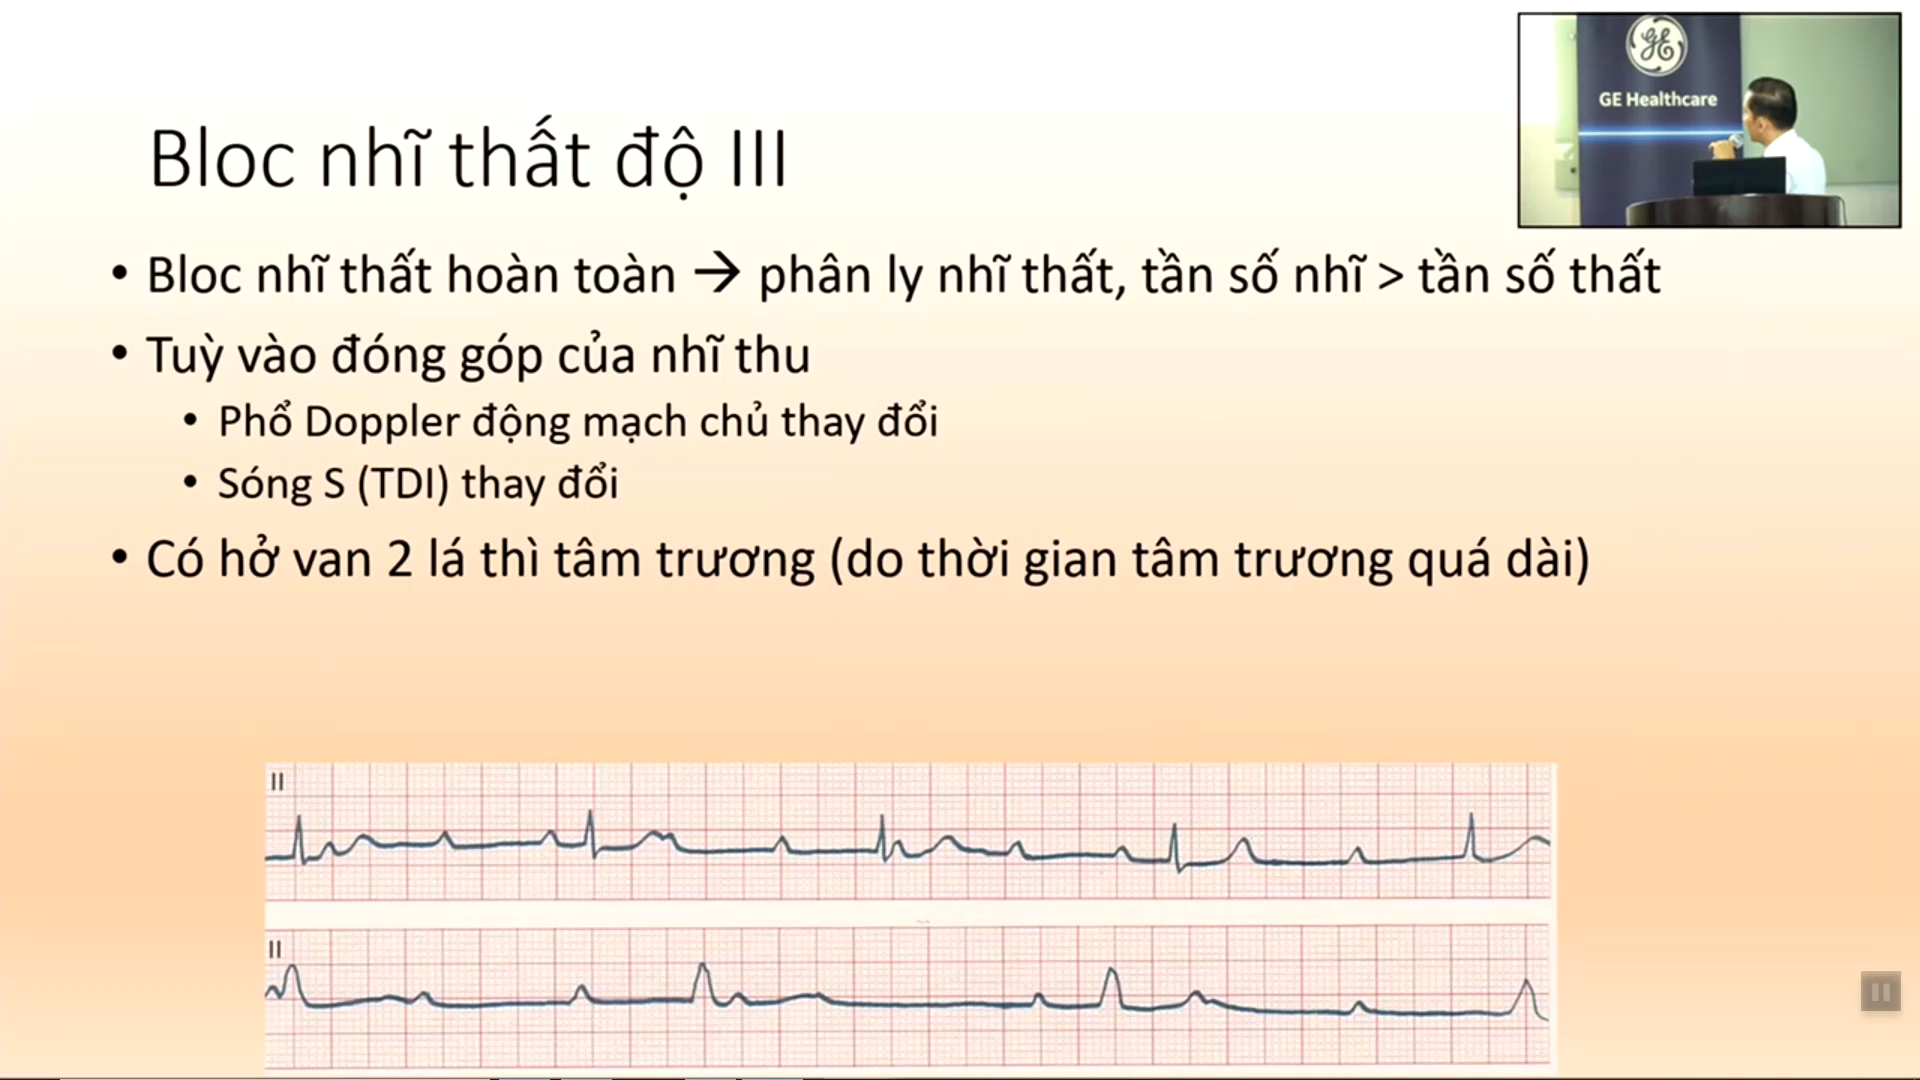 GE Healthcare
Bloc nhĩ thất độ III
• Bloc nhĩ thất hoàn toàn → phân ly nhĩ thất, tần số nhĩ > tần số thất
• Tuỳ vào đóng góp của nhĩ thu
• Phổ Doppler động mạch chủ thay đổi
• Sóng S (TDI) thay đổi
• Có hở van 2 lá thì tâm trương (do thời gian tâm trương quá dài)
II
II